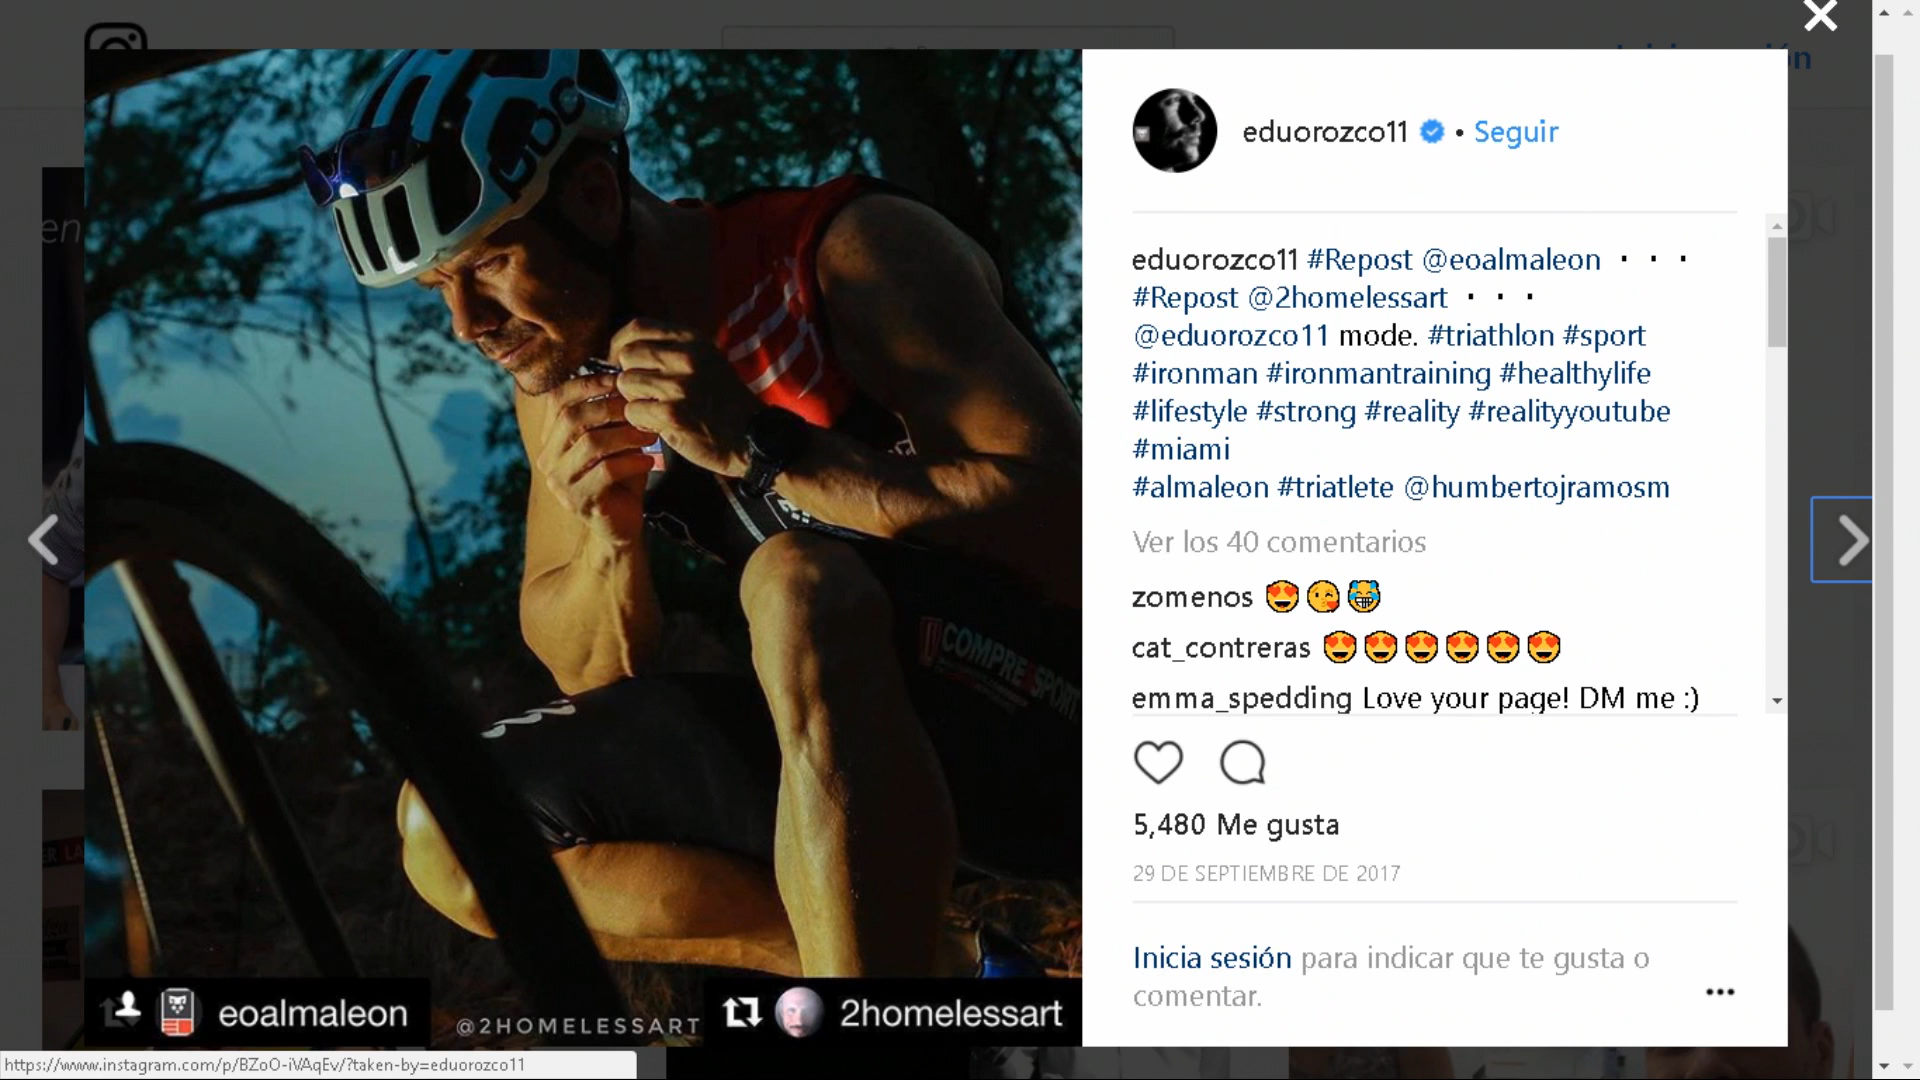 eduorozco11 • Seguir
eduorozco11 #Repost @eoalmaleon · · ·
#Repost @2homelessart · · ·
@eduorozco11 mode. #triathlon #sport
#ironman #ironmantraining #healthylife
#lifestyle #strong #reality #realityyoutube
#miami
#almaleon #triatlete @humbertojramosm
Ver los 40 comentarios
zomenos 😍😘😹
cat_contreras 😍😍😍😍😍😍
emma_spedding Love your page! DM me :)
5,480 Me gusta
29 DE SEPTIEMBRE DE 2017
Inicia sesión para indicar que te gusta o
comentar.
POC
COMPRESSPORT
eoalmaleon
@2HOMELESSART
2homelessart
https://www.instagram.com/p/BZoO-iVAqEv/?taken-by=eduorozco11